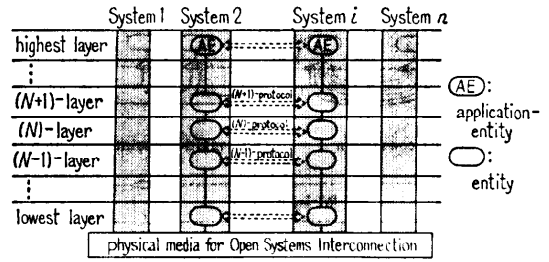 System 1 System 2 System i System n
highest layer AE AE
(N+1)-layer (N+1)-protocol
(N)-layer (N)-protocol
(N-1)-layer (N-1)-protocol
lowest layer
AE:
application-
entity
:
entity
physical media for Open Systems Interconnection